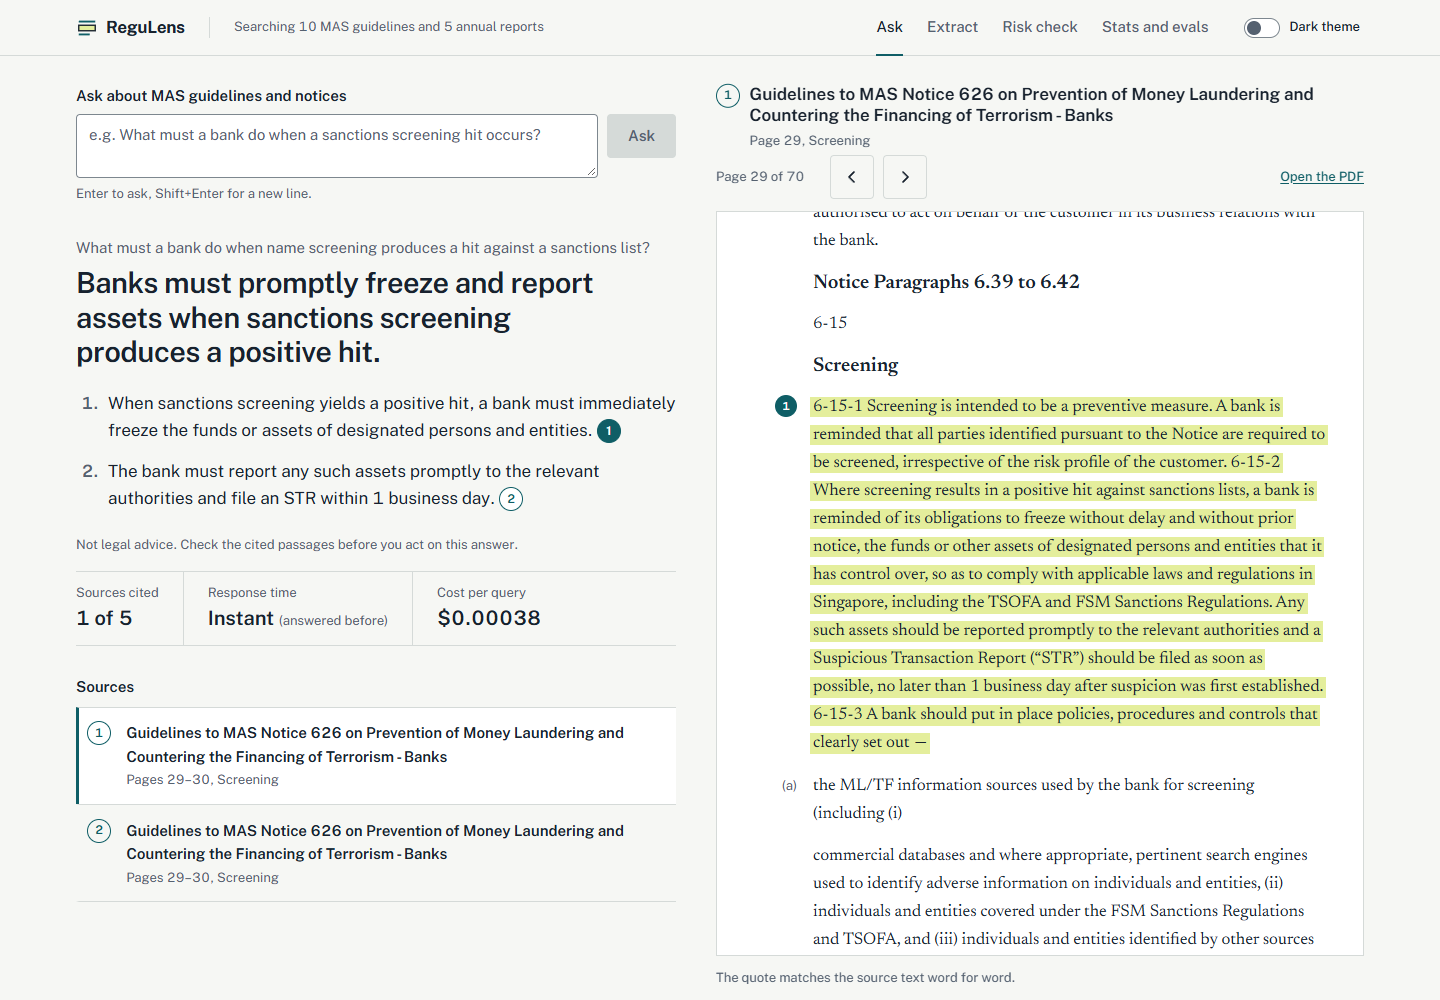 ReguLens
Searching 10 MAS guidelines and 5 annual reports
Ask
Extract
Risk check
Stats and evals
Dark theme
Ask about MAS guidelines and notices
e.g. What must a bank do when a sanctions screening hit occurs?
Ask
Enter to ask, Shift+Enter for a new line.
What must a bank do when name screening produces a hit against a sanctions list?
Banks must promptly freeze and report
assets when sanctions screening
produces a positive hit.
1. When sanctions screening yields a positive hit, a bank must immediately
freeze the funds or assets of designated persons and entities. 1
2. The bank must report any such assets promptly to the relevant
authorities and file an STR within 1 business day. 2
Not legal advice. Check the cited passages before you act on this answer.
Sources cited
1 of 5
Response time
Instant (answered before)
Cost per query
$0.00038
Sources
1 Guidelines to MAS Notice 626 on Prevention of Money Laundering and
Countering the Financing of Terrorism - Banks
Pages 29–30, Screening
2 Guidelines to MAS Notice 626 on Prevention of Money Laundering and
Countering the Financing of Terrorism - Banks
Pages 29–30, Screening
1 Guidelines to MAS Notice 626 on Prevention of Money Laundering and
Countering the Financing of Terrorism - Banks
Page 29, Screening
Page 29 of 70
Open the PDF
authorised to act on behalf of the customer in its business relations with
the bank.
Notice Paragraphs 6.39 to 6.42
6-15
Screening
1 6-15-1 Screening is intended to be a preventive measure. A bank is
reminded that all parties identified pursuant to the Notice are required to
be screened, irrespective of the risk profile of the customer. 6-15-2
Where screening results in a positive hit against sanctions lists, a bank is
reminded of its obligations to freeze without delay and without prior
notice, the funds or other assets of designated persons and entities that it
has control over, so as to comply with applicable laws and regulations in
Singapore, including the TSOFA and FSM Sanctions Regulations. Any
such assets should be reported promptly to the relevant authorities and a
Suspicious Transaction Report (“STR”) should be filed as soon as
possible, no later than 1 business day after suspicion was first established.
6-15-3 A bank should put in place policies, procedures and controls that
clearly set out —
(a) the ML/TF information sources used by the bank for screening
(including (i)
commercial databases and where appropriate, pertinent search engines
used to identify adverse information on individuals and entities, (ii)
individuals and entities covered under the FSM Sanctions Regulations
and TSOFA, and (iii) individuals and entities identified by other sources
The quote matches the source text word for word.